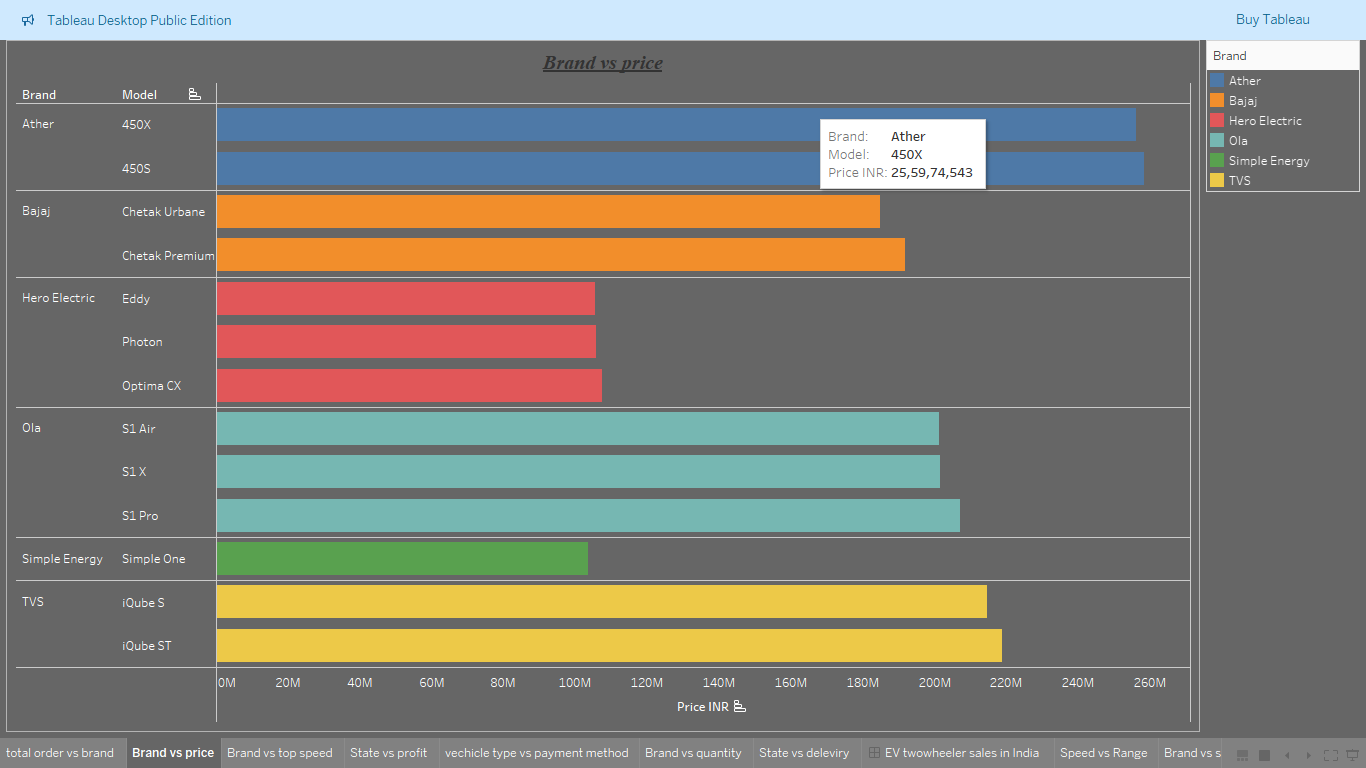 Tableau Desktop Public Edition
Buy Tableau
Brand vs price
Brand Model
Ather 450X
450S
Bajaj Chetak Urbane
Chetak Premium
Hero Electric Eddy
Photon
Optima CX
Ola S1 Air
S1 X
S1 Pro
Simple Energy Simple One
TVS iQube S
iQube ST
Brand: Ather
Model: 450X
Price INR: 25,59,74,543
0M 20M 40M 60M 80M 100M 120M 140M 160M 180M 200M 220M 240M 260M
Price INR
Brand
Ather
Bajaj
Hero Electric
Ola
Simple Energy
TVS
total order vs brand Brand vs price Brand vs top speed State vs profit vechicle type vs payment method Brand vs quantity State vs deleviry EV twowheeler sales in India Speed vs Range Brand vs s